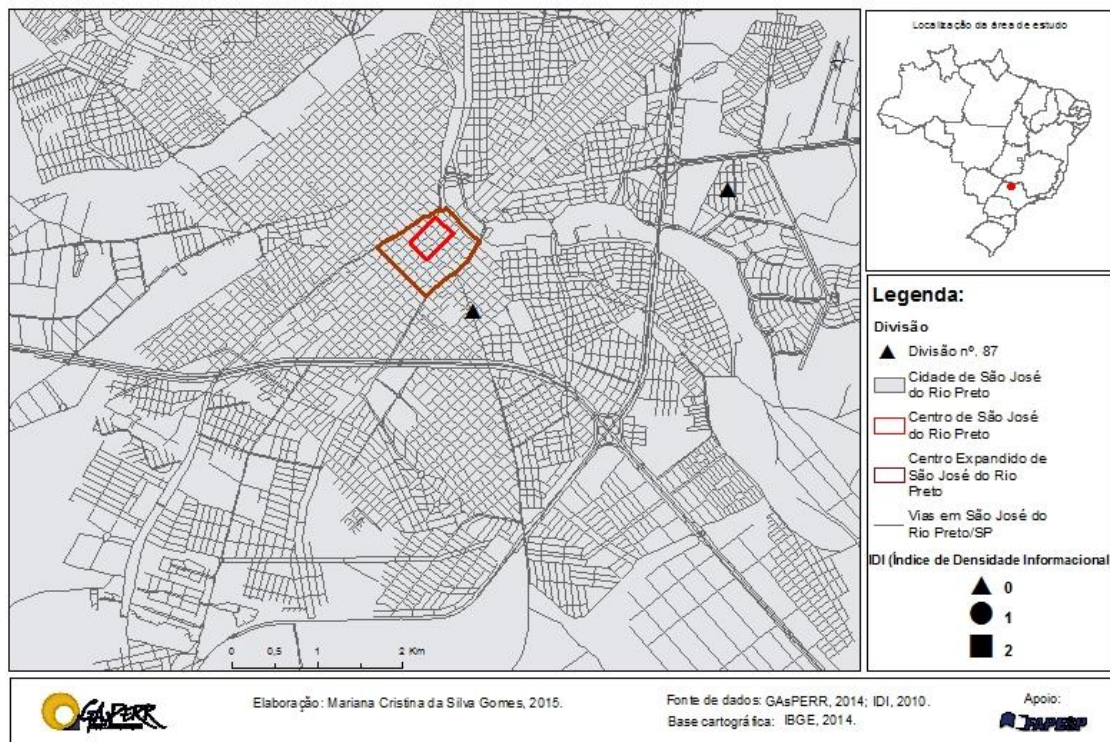 Localização da área de estudo
Legenda:
Divisão
Divisão nº. 87
Cidade de São José
do Rio Preto
Centro de São José
do Rio Preto
Centro Expandido de
São José do Rio
Preto
Vias em São José do
Rio Preto/SP
IDI (Índice de Densidade Informacional
0
1
2
0 0,5 1 2 Km
GAsPERR
Elaboração: Mariana Cristina da Silva Gomes, 2015.
Fonte de dados: GAsPERR, 2014; IDI, 2010.
Base cartográfica: IBGE, 2014.
Apoio:
FAPESP